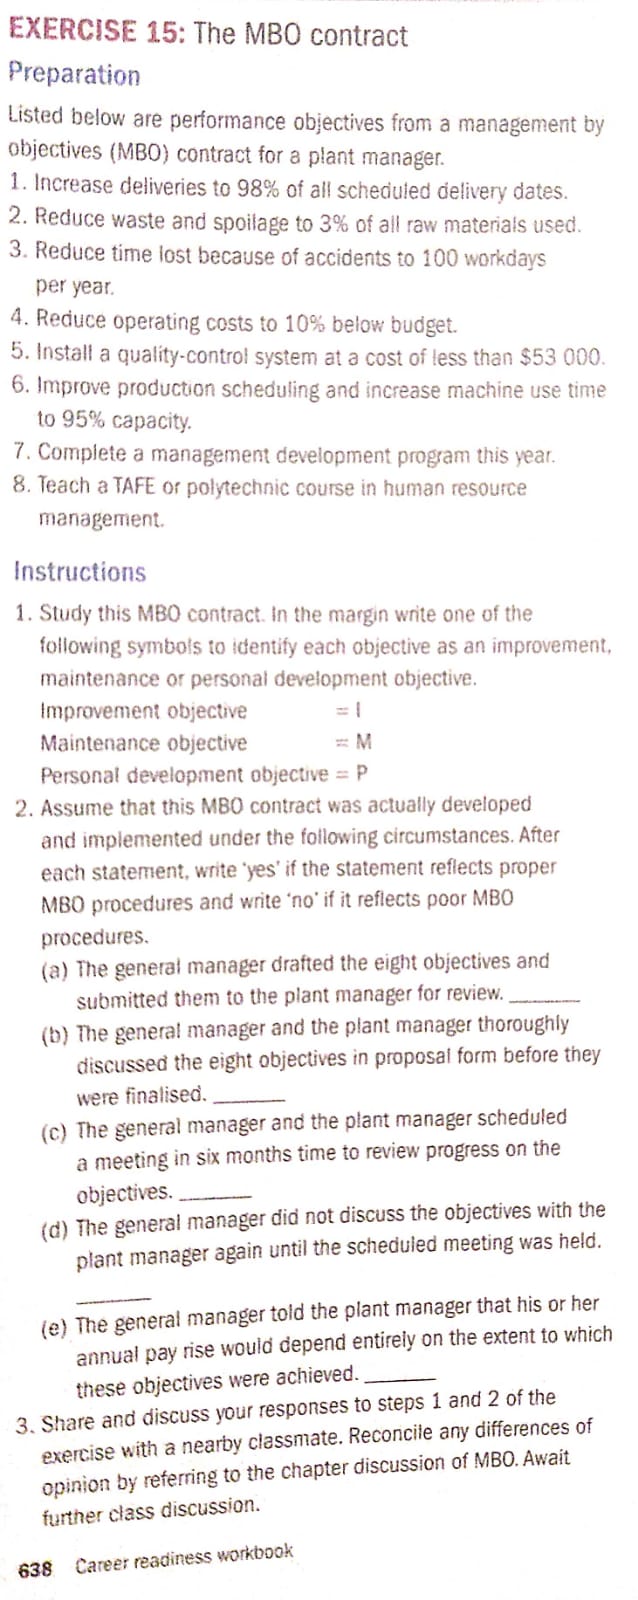 EXERCISE 15: The MBO contract
Preparation
Listed below are performance objectives from a management by
objectives (MBO) contract for a plant manager.
1. Increase deliveries to 98% of all scheduled delivery dates.
2. Reduce waste and spoilage to 3% of all raw materials used.
3. Reduce time lost because of accidents to 100 workdays
per year.
4. Reduce operating costs to 10% below budget.
5. Install a quality-control system at a cost of less than $53 000.
6. Improve production scheduling and increase machine use time
to 95% capacity.
7. Complete a management development program this year.
8. Teach a TAFE or polytechnic course in human resource
management.
Instructions
1. Study this MBO contract. In the margin write one of the
following symbols to identify each objective as an improvement,
maintenance or personal development objective.
Improvement objective = I
Maintenance objective = M
Personal development objective = P
2. Assume that this MBO contract was actually developed
and implemented under the following circumstances. After
each statement, write 'yes' if the statement reflects proper
MBO procedures and write 'no' if it reflects poor MBO
procedures.
(a) The general manager drafted the eight objectives and
submitted them to the plant manager for review. ______
(b) The general manager and the plant manager thoroughly
discussed the eight objectives in proposal form before they
were finalised. ______
(c) The general manager and the plant manager scheduled
a meeting in six months time to review progress on the
objectives. ______
(d) The general manager did not discuss the objectives with the
plant manager again until the scheduled meeting was held.
______
(e) The general manager told the plant manager that his or her
annual pay rise would depend entirely on the extent to which
these objectives were achieved. ______
3. Share and discuss your responses to steps 1 and 2 of the
exercise with a nearby classmate. Reconcile any differences of
opinion by referring to the chapter discussion of MBO. Await
further class discussion.
638 Career readiness workbook